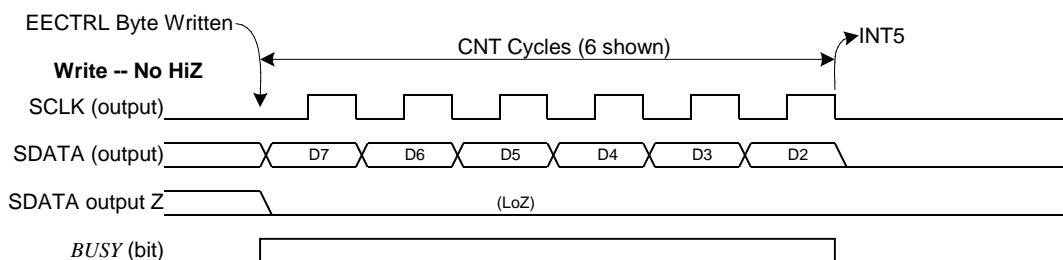 EECTRL Byte Written
CNT Cycles (6 shown)
INT5
Write -- No HiZ
SCLK (output)
SDATA (output) D7 D6 D5 D4 D3 D2
SDATA output Z (LoZ)
BUSY (bit)